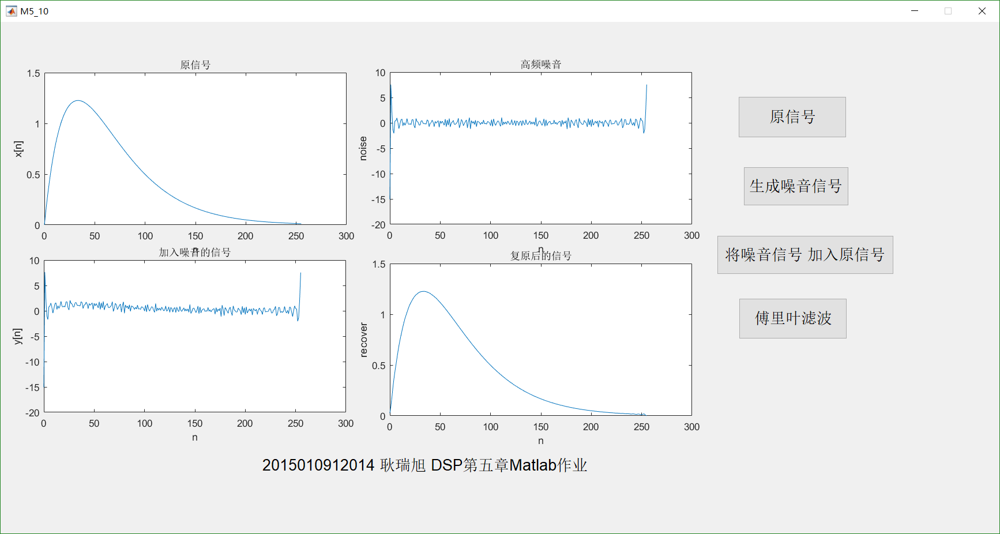 M5_10
原信号
1.5
1
0.5
0
x[n]
0 50 100 150 200 250 300
n
高频噪音
10
5
0
-5
-10
-15
-20
noise
0 50 100 150 200 250 300
n
加入噪音的信号
10
5
0
-5
-10
-15
-20
y[n]
0 50 100 150 200 250 300
n
复原后的信号
1.5
1
0.5
0
recover
0 50 100 150 200 250 300
n
原信号
生成噪音信号
将噪音信号 加入原信号
傅里叶滤波
2015010912014 耿瑞旭 DSP第五章Matlab作业